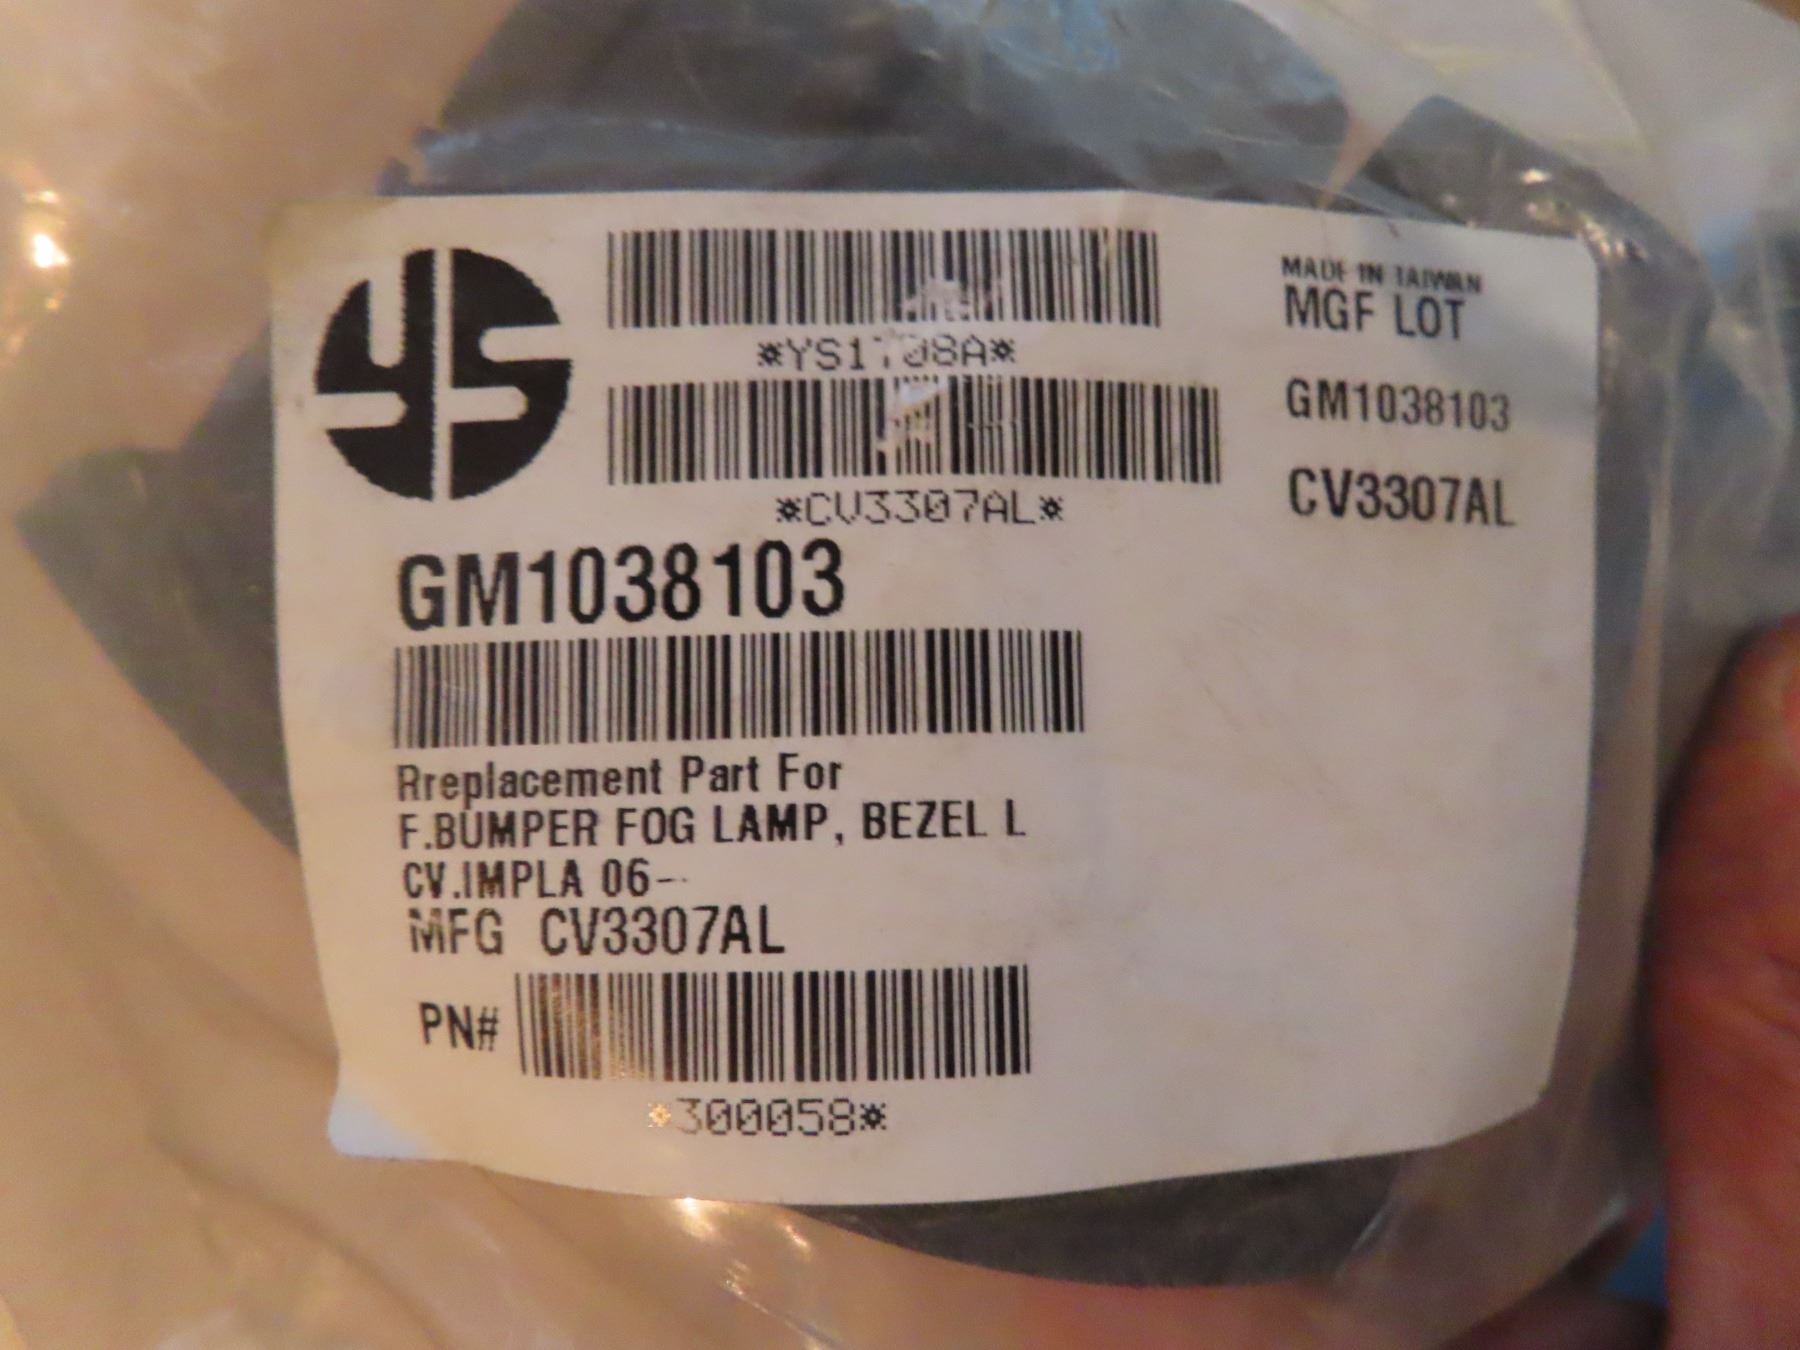 YS
MADE IN TAIWAN
MGF LOT
*CV3307AL*
GM1038103
CV3307AL
GM1038103
Rreplacement Part For
F.BUMPER FOG LAMP, BEZEL L
CV.IMPLA 06-
MFG CV3307AL
PN#
*300058*